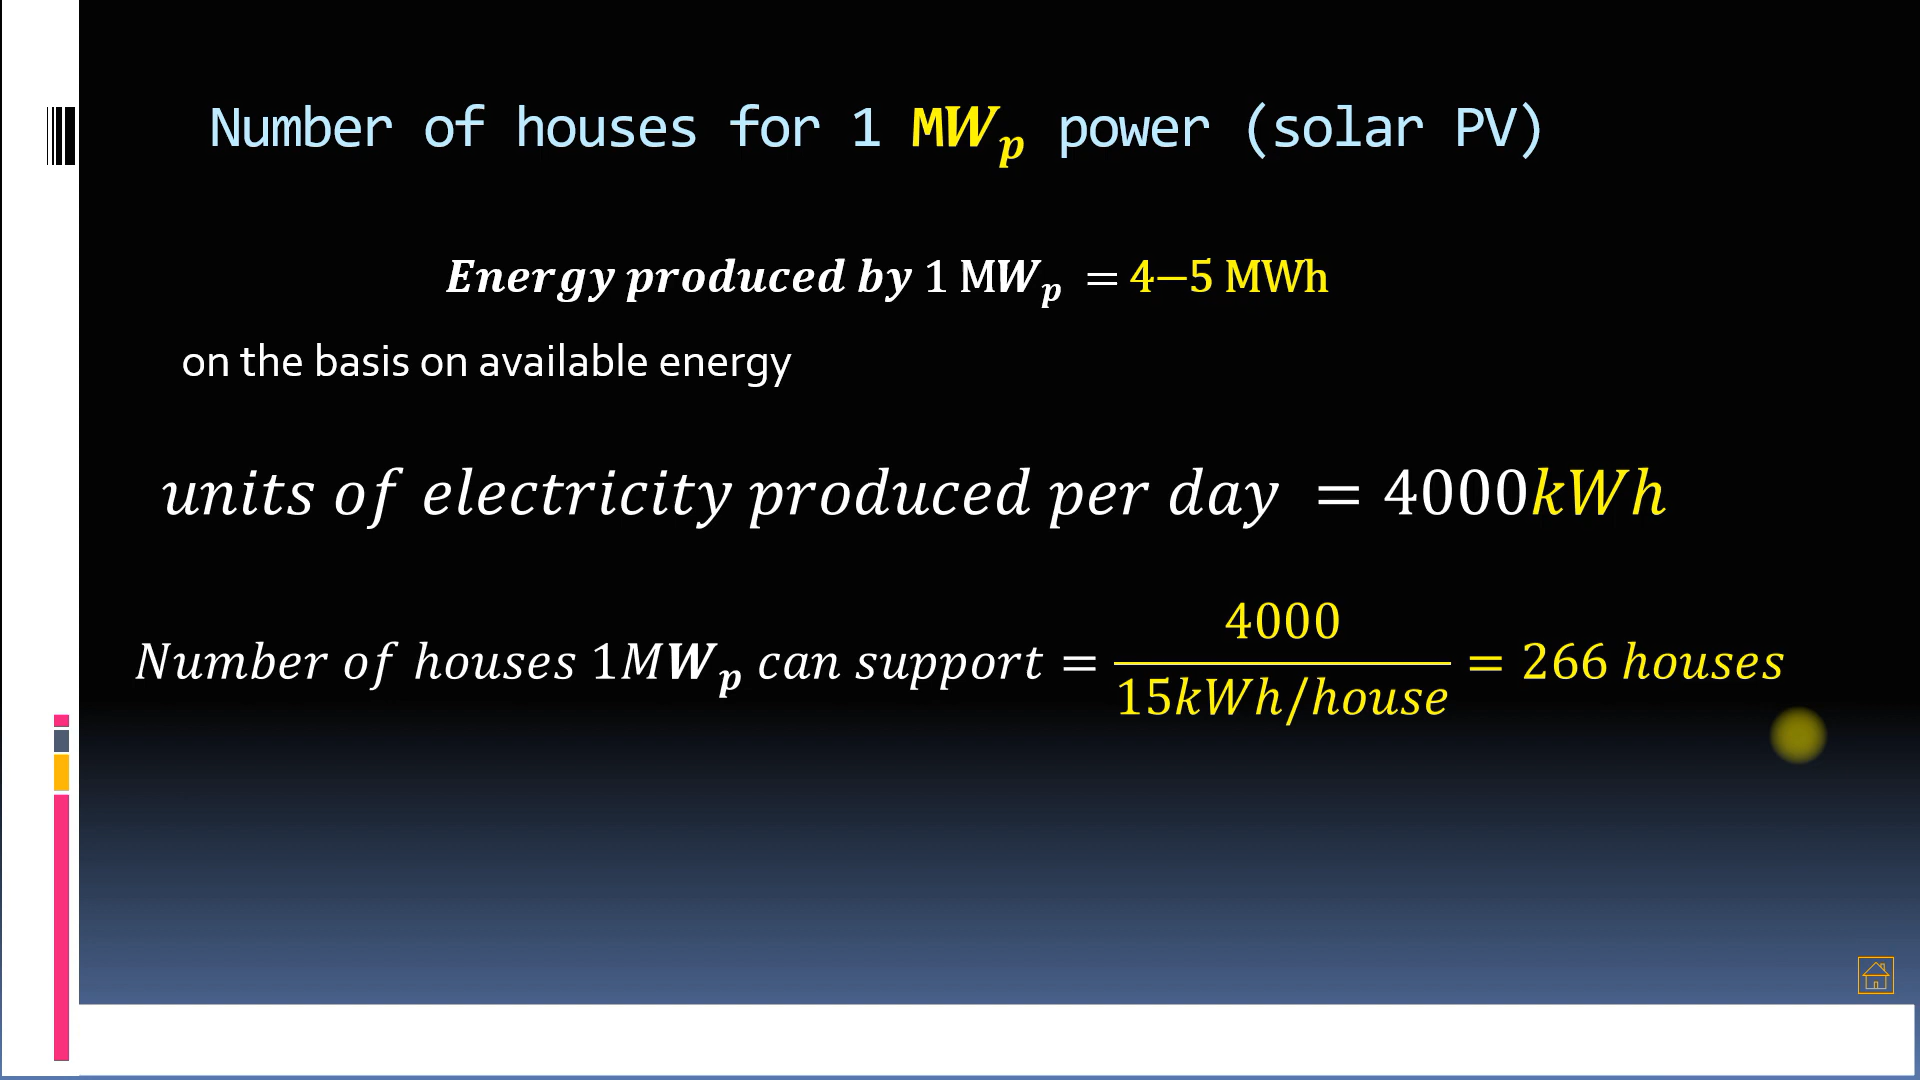 Number of houses for 1 MWₚ power (solar PV)
Energy produced by 1 MWₚ = 4−5 MWh
on the basis on available energy
units of electricity produced per day = 4000kWh
Number of houses 1MWₚ can support = 4000 / 15kWh/house = 266 houses